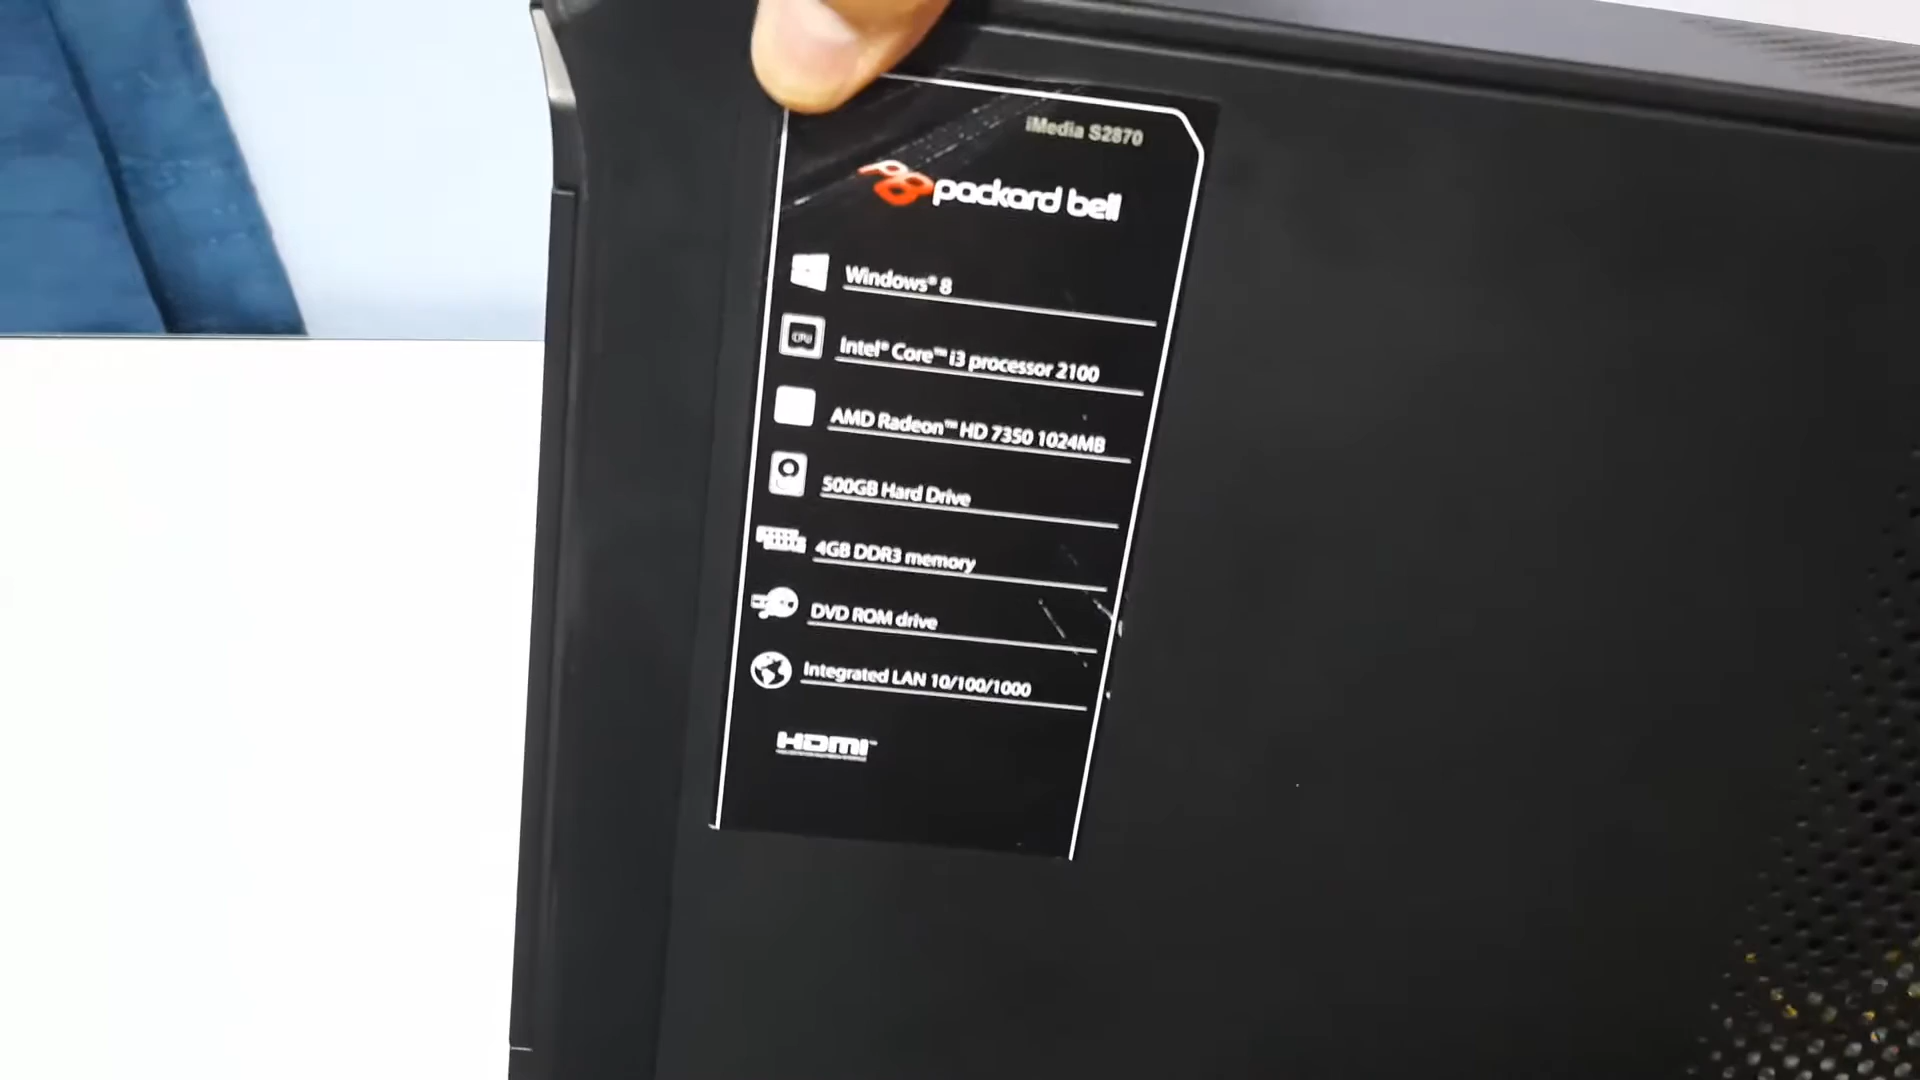 iMedia S2870
packard bell
Windows® 8
CPU
Intel® Core™ i3 processor 2100
AMD Radeon™ HD 7350 1024MB
500GB Hard Drive
4GB DDR3 memory
DVD ROM drive
Integrated LAN 10/100/1000
HDMI™